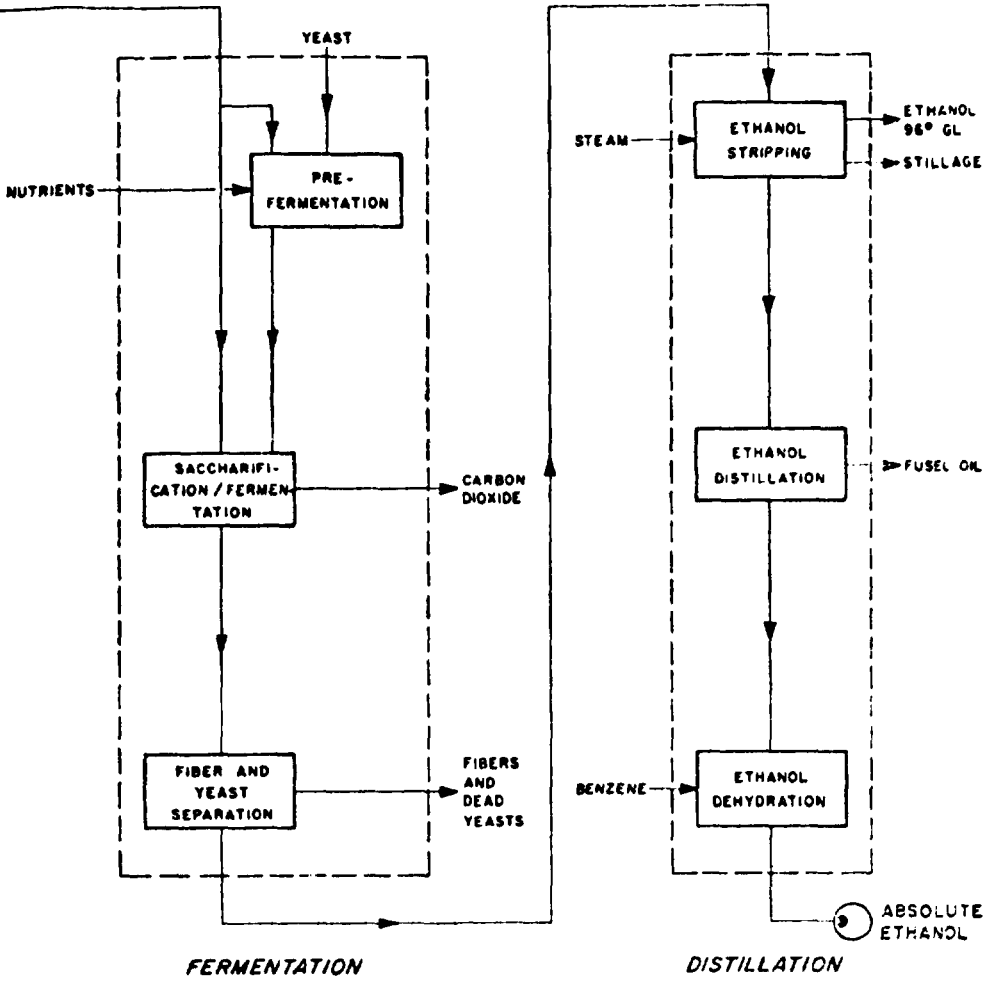 YEAST
NUTRIENTS
PRE-
FERMENTATION
SACCHARIFI-
CATION / FERMEN
TATION
CARBON
DIOXIDE
FIBER AND
YEAST
SEPARATION
FIBERS
AND
DEAD
YEASTS
FERMENTATION
STEAM
ETHANOL
STRIPPING
ETHANOL
96° GL
STILLAGE
ETHANOL
DISTILLATION
FUSEL OIL
BENZENE
ETHANOL
DEHYDRATION
ABSOLUTE
ETHANOL
DISTILLATION